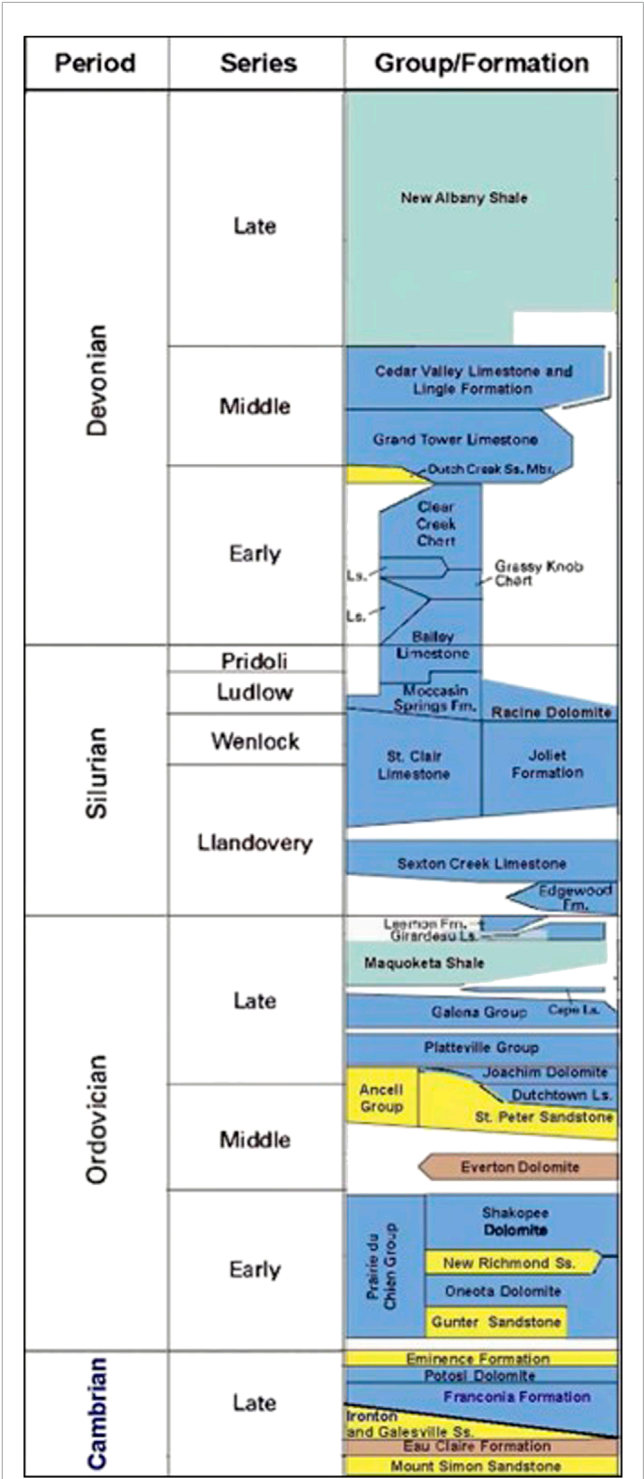 Period
Series
Group/Formation
Devonian
Late
New Albany Shale
Middle
Cedar Valley Limestone and
Lingle Formation
Grand Tower Limestone
Dutch Creek Ss. Mbr.
Early
Clear
Creek
Chert
Ls.
Grassy Knob
Chert
Ls.
Bailey
Limestone
Silurian
Pridoli
Ludlow
Moccasin
Springs Fm.
Racine Dolomite
Wenlock
St. Clair
Limestone
Joliet
Formation
Llandovery
Sexton Creek Limestone
Edgewood
Fm.
Ordovician
Late
Leemon Fm.
Girardeau Ls.
Maquoketa Shale
Cape Ls.
Galena Group
Platteville Group
Joachim Dolomite
Ancell
Group
Dutchtown Ls.
St. Peter Sandstone
Middle
Everton Dolomite
Early
Prairie du
Chien Group
Shakopee
Dolomite
New Richmond Ss.
Oneota Dolomite
Gunter Sandstone
Cambrian
Late
Eminence Formation
Potosi Dolomite
Franconia Formation
Ironton
and Galesville Ss.
Eau Claire Formation
Mount Simon Sandstone